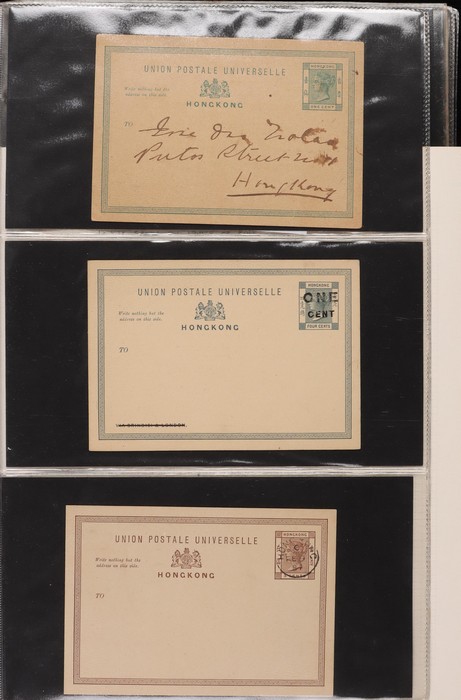 UNION POSTALE UNIVERSELLE
Write nothing but the
address on this side.
HONGKONG
HONGKONG
ONE CENT
TO
Street
Hong Kong
UNION POSTALE UNIVERSELLE
Write nothing but the
address on this side.
HONGKONG
HONGKONG
ONE
CENT
FOUR CENTS
TO
UNION POSTALE UNIVERSELLE
Write nothing but the
address on this side.
HONGKONG
HONGKONG
TO